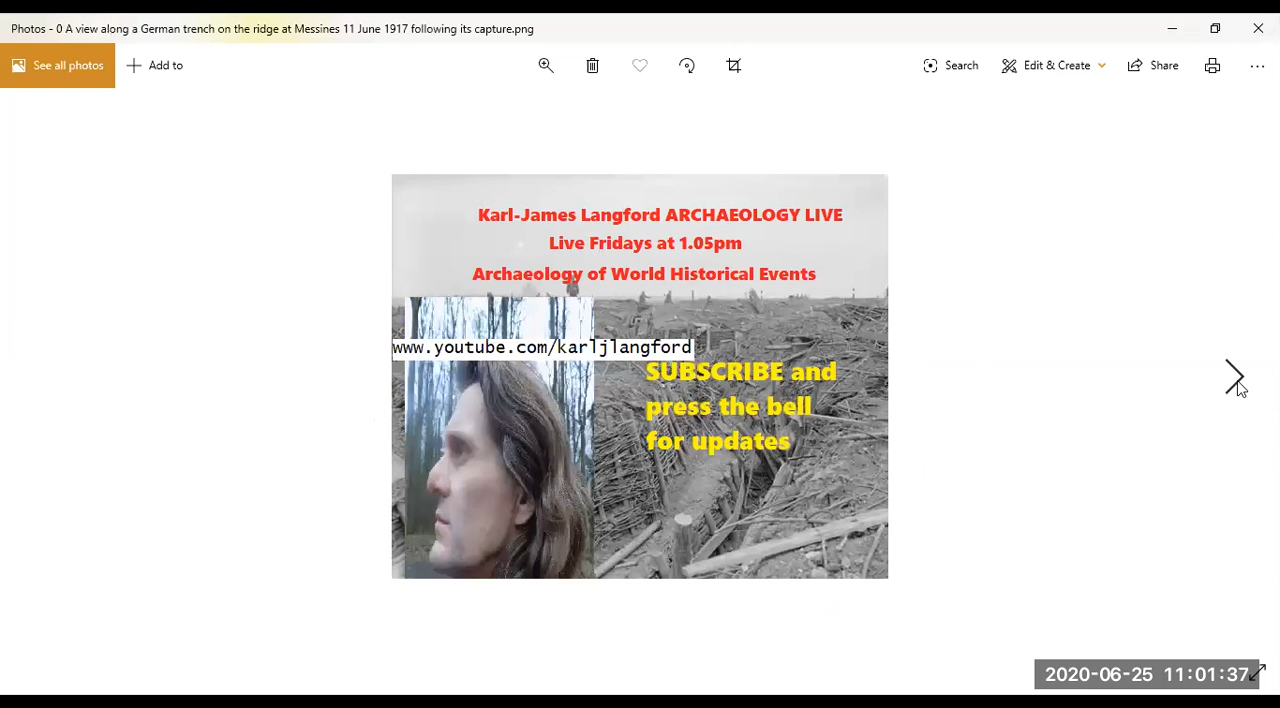 Photos - 0 A view along a German trench on the ridge at Messines 11 June 1917 following its capture.png
See all photos
Add to
Search
Edit & Create
Share
Karl-James Langford ARCHAEOLOGY LIVE
Live Fridays at 1.05pm
Archaeology of World Historical Events
www.youtube.com/karljlangford
SUBSCRIBE and
press the bell
for updates
2020-06-25 11:01:37